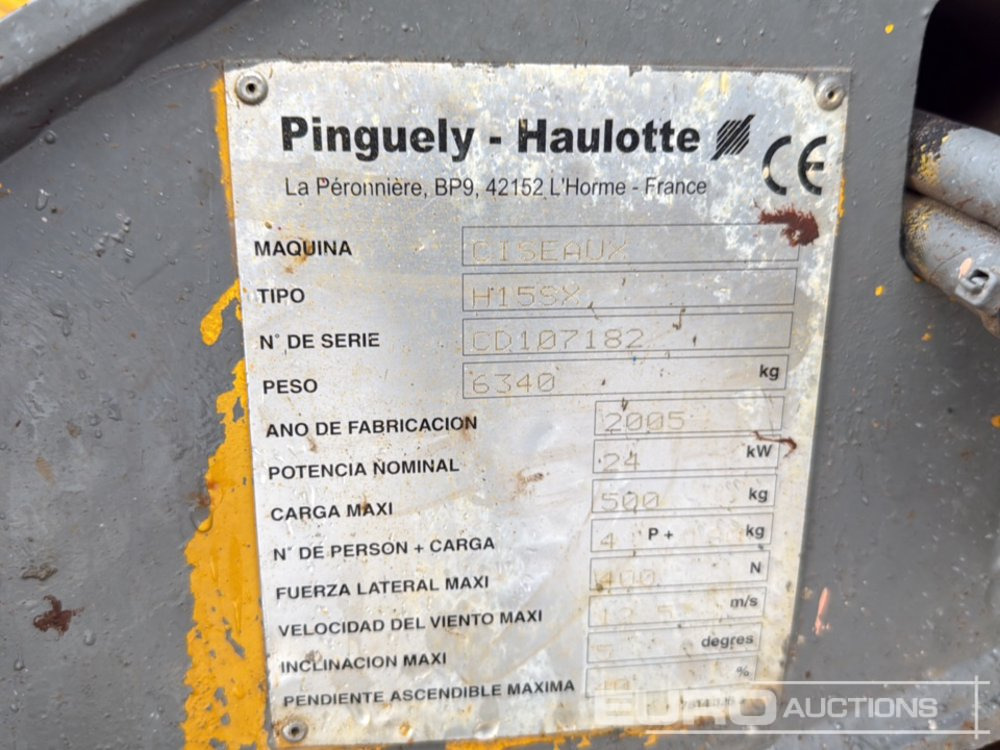 Pinguely - Haulotte CE
La Péronnière, BP9, 42152 L'Horme - France
MAQUINA CISEAUX
TIPO H15SX
N° DE SERIE CD107182
PESO 6340 kg
ANO DE FABRICACION 2005
POTENCIA NOMINAL 24 kW
CARGA MAXI 500 kg
N° DE PERSON + CARGA 4 P + kg
FUERZA LATERAL MAXI 400 N
VELOCIDAD DEL VIENTO MAXI 12.5 m/s
INCLINACION MAXI degres
PENDIENTE ASCENDIBLE MAXIMA %
EURO AUCTIONS